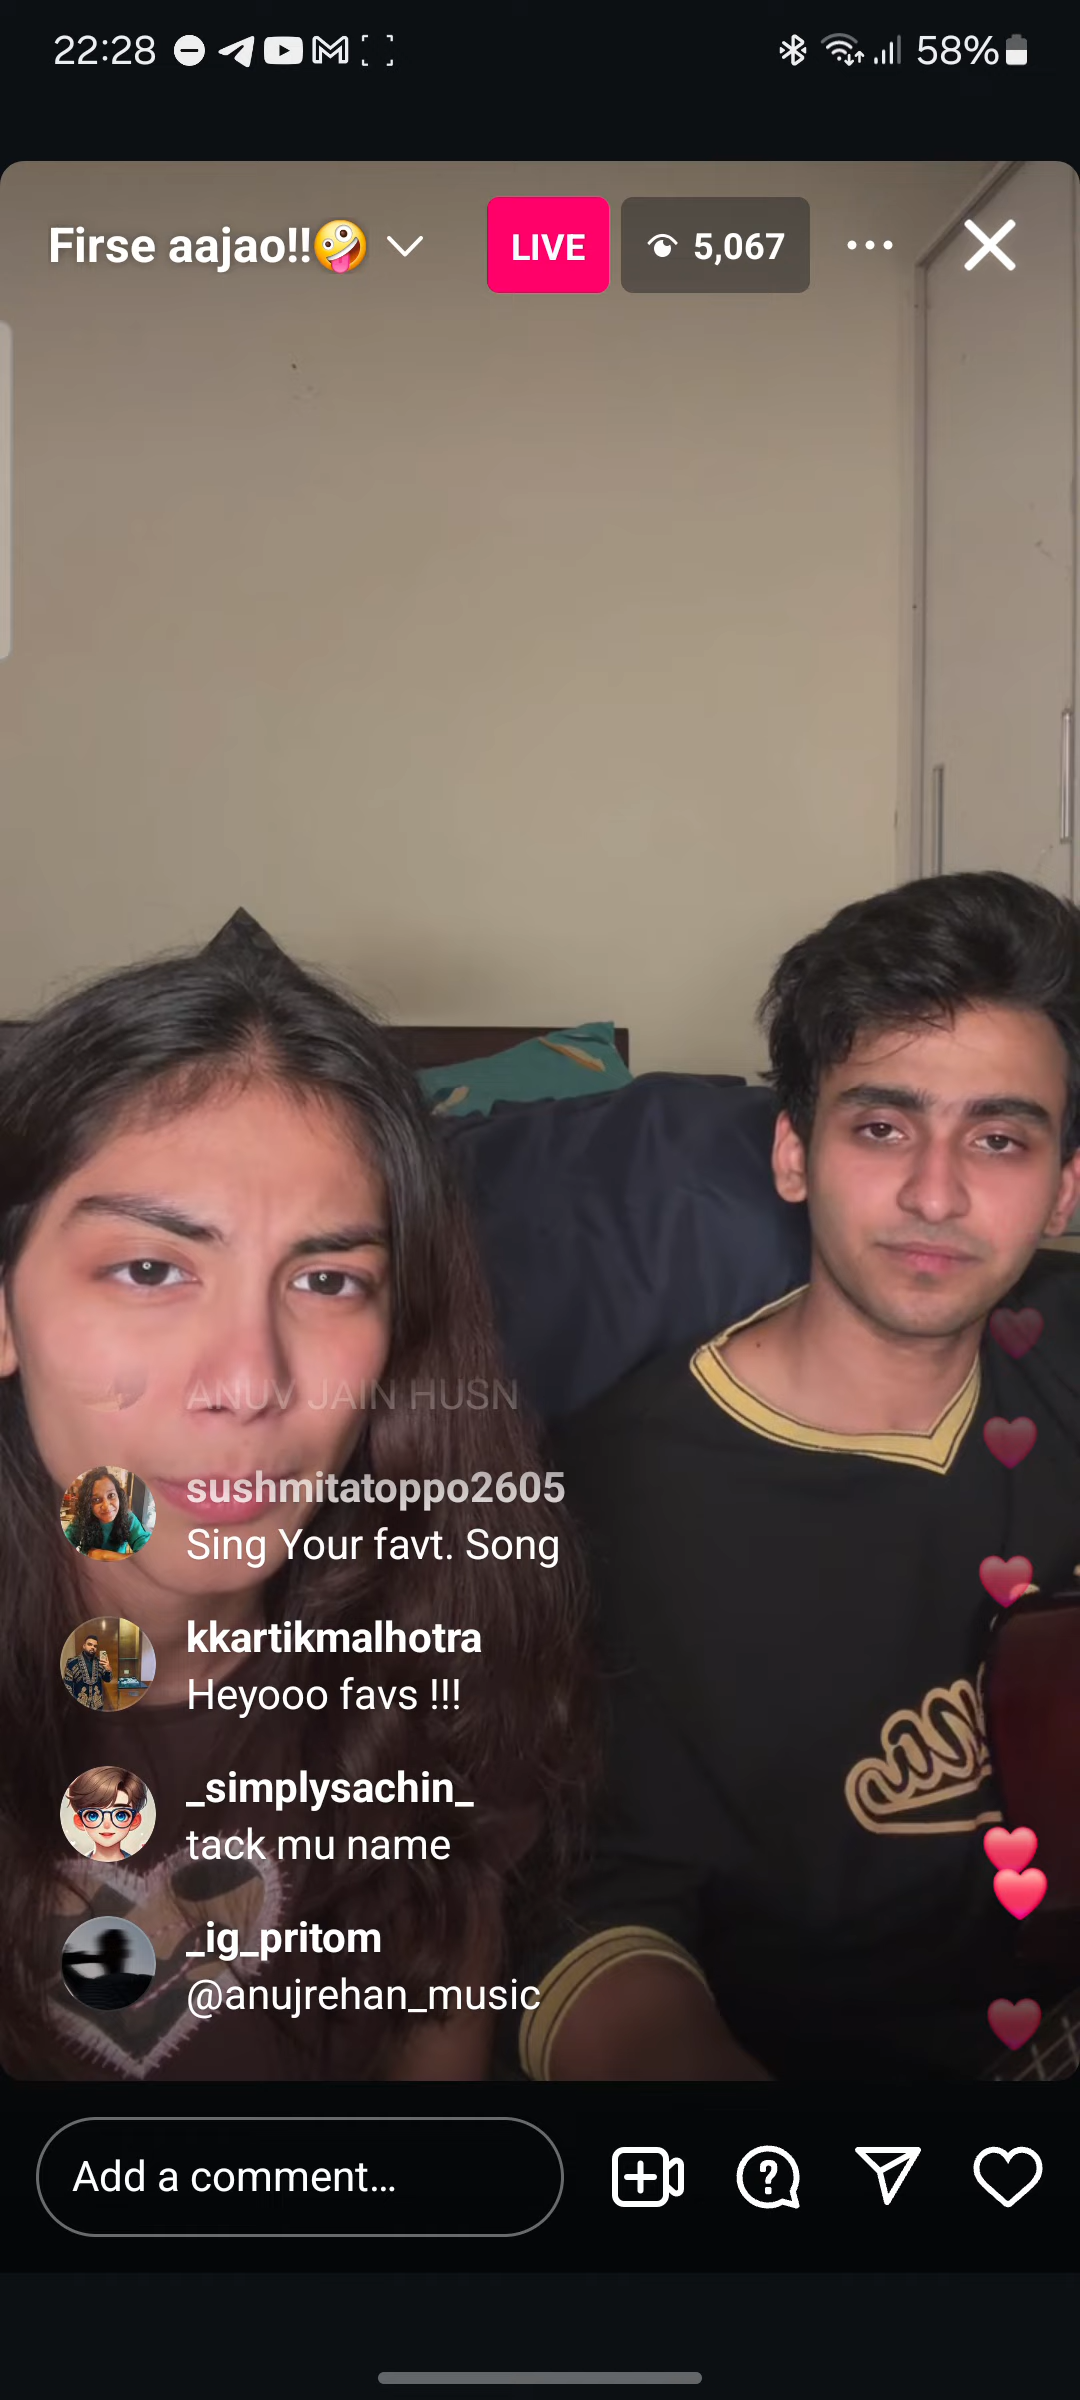 22:28
58%
Firse aajao!!🤪
LIVE
5,067
ANUV JAIN HUSN
sushmitatoppo2605
Sing Your favt. Song
kkartikmalhotra
Heyooo favs !!!
_simplysachin_
tack mu name
_ig_pritom
@anujrehan_music
Add a comment...